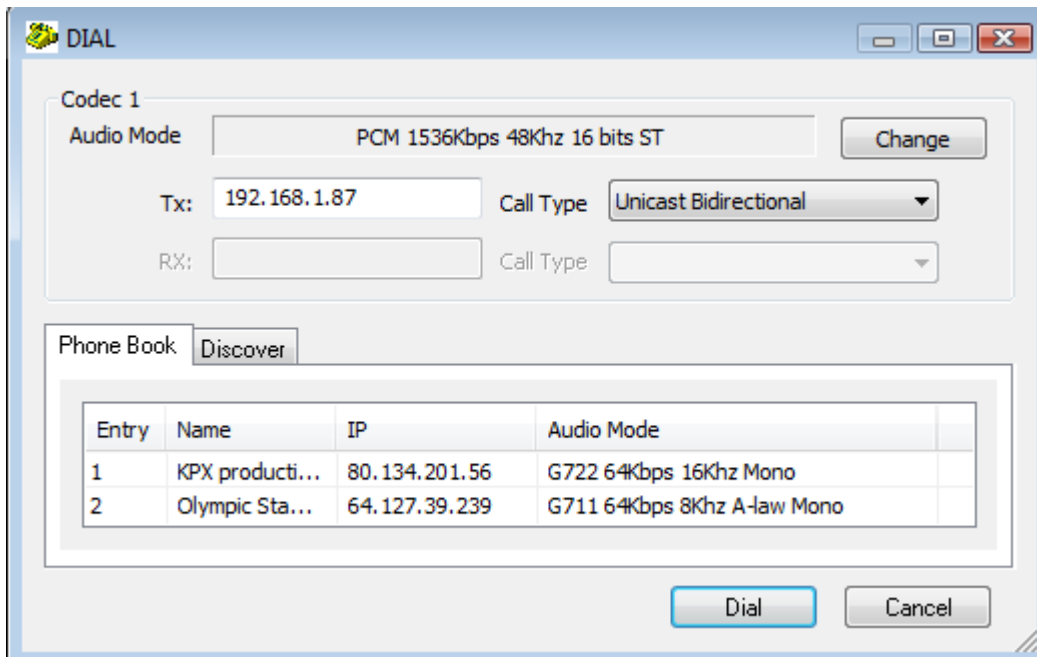 DIAL
Codec 1
Audio Mode PCM 1536Kbps 48Khz 16 bits ST Change
Tx: 192.168.1.87 Call Type Unicast Bidirectional
RX: Call Type
Phone Book Discover
Entry Name IP Audio Mode
1 KPX producti... 80.134.201.56 G722 64Kbps 16Khz Mono
2 Olympic Sta... 64.127.39.239 G711 64Kbps 8Khz A-law Mono
Dial Cancel